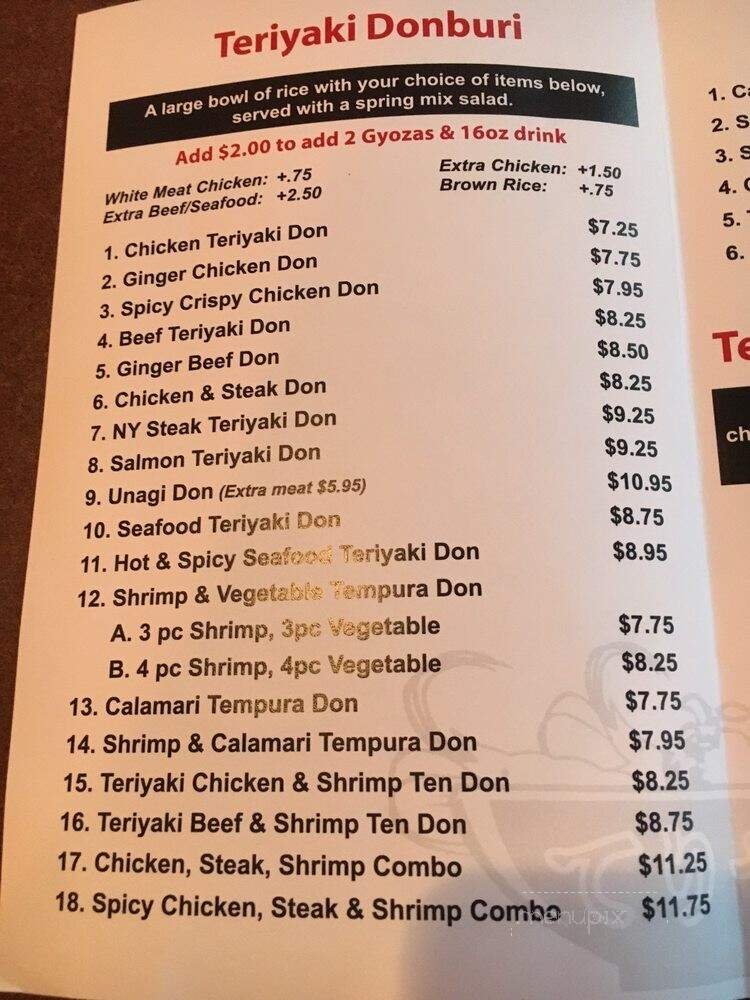 Teriyaki Donburi
A large bowl of rice with your choice of items below,
served with a spring mix salad.
Add $2.00 to add 2 Gyozas & 16oz drink
White Meat Chicken: +.75
Extra Beef/Seafood: +2.50
Extra Chicken: +1.50
Brown Rice: +.75
1. Chicken Teriyaki Don $7.25
2. Ginger Chicken Don $7.75
3. Spicy Crispy Chicken Don $7.95
4. Beef Teriyaki Don $8.25
5. Ginger Beef Don $8.50
6. Chicken & Steak Don $8.25
7. NY Steak Teriyaki Don $9.25
8. Salmon Teriyaki Don $9.25
9. Unagi Don (Extra meat $5.95) $10.95
10. Seafood Teriyaki Don $8.75
11. Hot & Spicy Seafood Teriyaki Don $8.95
12. Shrimp & Vegetable Tempura Don
A. 3 pc Shrimp, 3pc Vegetable $7.75
B. 4 pc Shrimp, 4pc Vegetable $8.25
13. Calamari Tempura Don $7.75
14. Shrimp & Calamari Tempura Don $7.95
15. Teriyaki Chicken & Shrimp Ten Don $8.25
16. Teriyaki Beef & Shrimp Ten Don $8.75
17. Chicken, Steak, Shrimp Combo $11.25
18. Spicy Chicken, Steak & Shrimp Combo $11.75
menupix
1.
2. S
3. S
4.
5.
6.
Te
ch